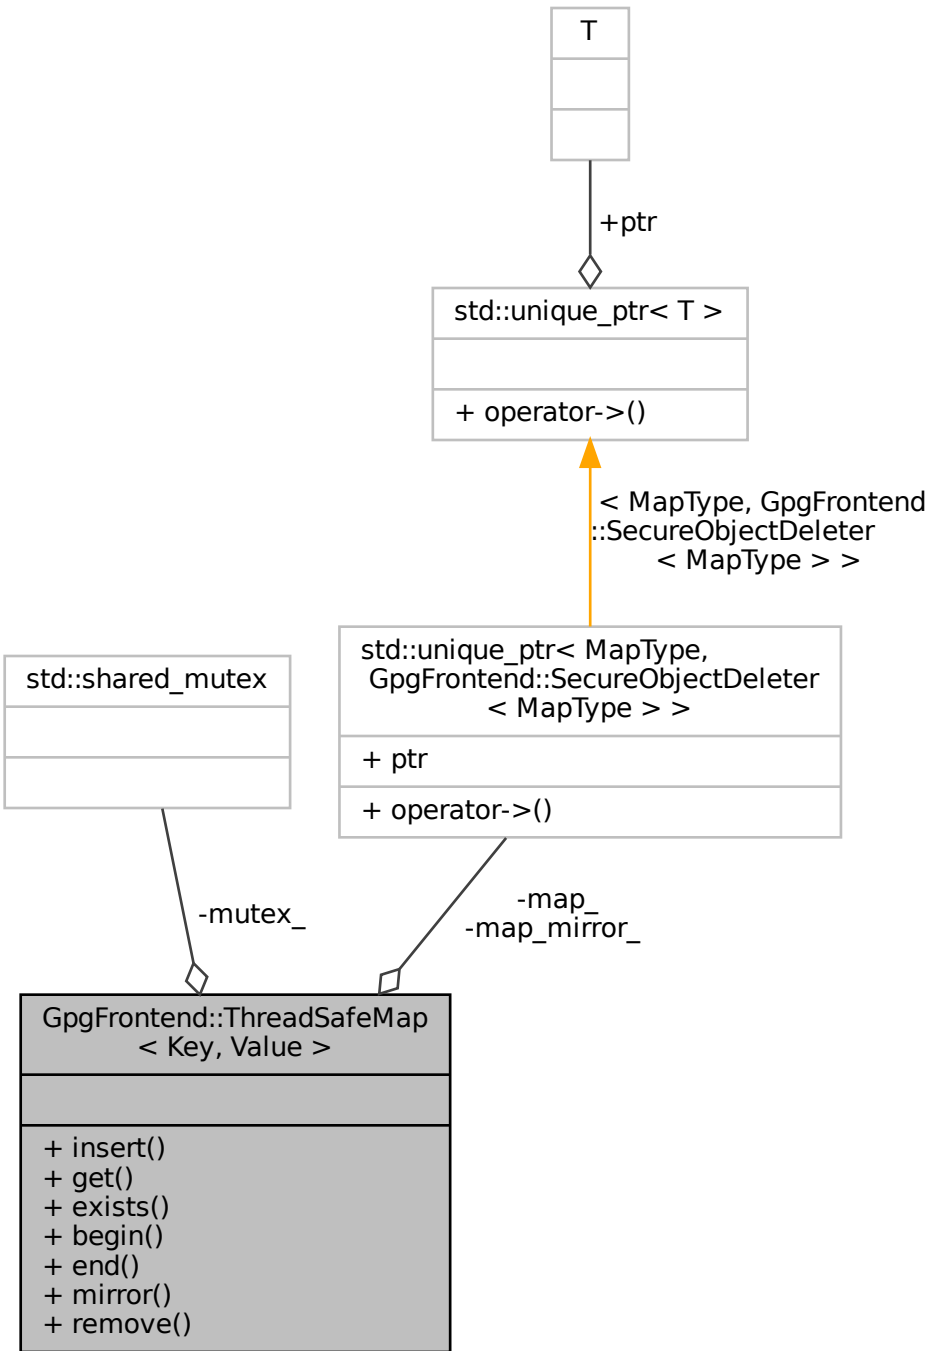 T
+ptr
std::unique_ptr< T >
+ operator->()
< MapType, GpgFrontend
::SecureObjectDeleter
< MapType > >
std::unique_ptr< MapType,
GpgFrontend::SecureObjectDeleter
< MapType > >
+ ptr
+ operator->()
std::shared_mutex
-mutex_
-map_
-map_mirror_
GpgFrontend::ThreadSafeMap
< Key, Value >
+ insert()
+ get()
+ exists()
+ begin()
+ end()
+ mirror()
+ remove()